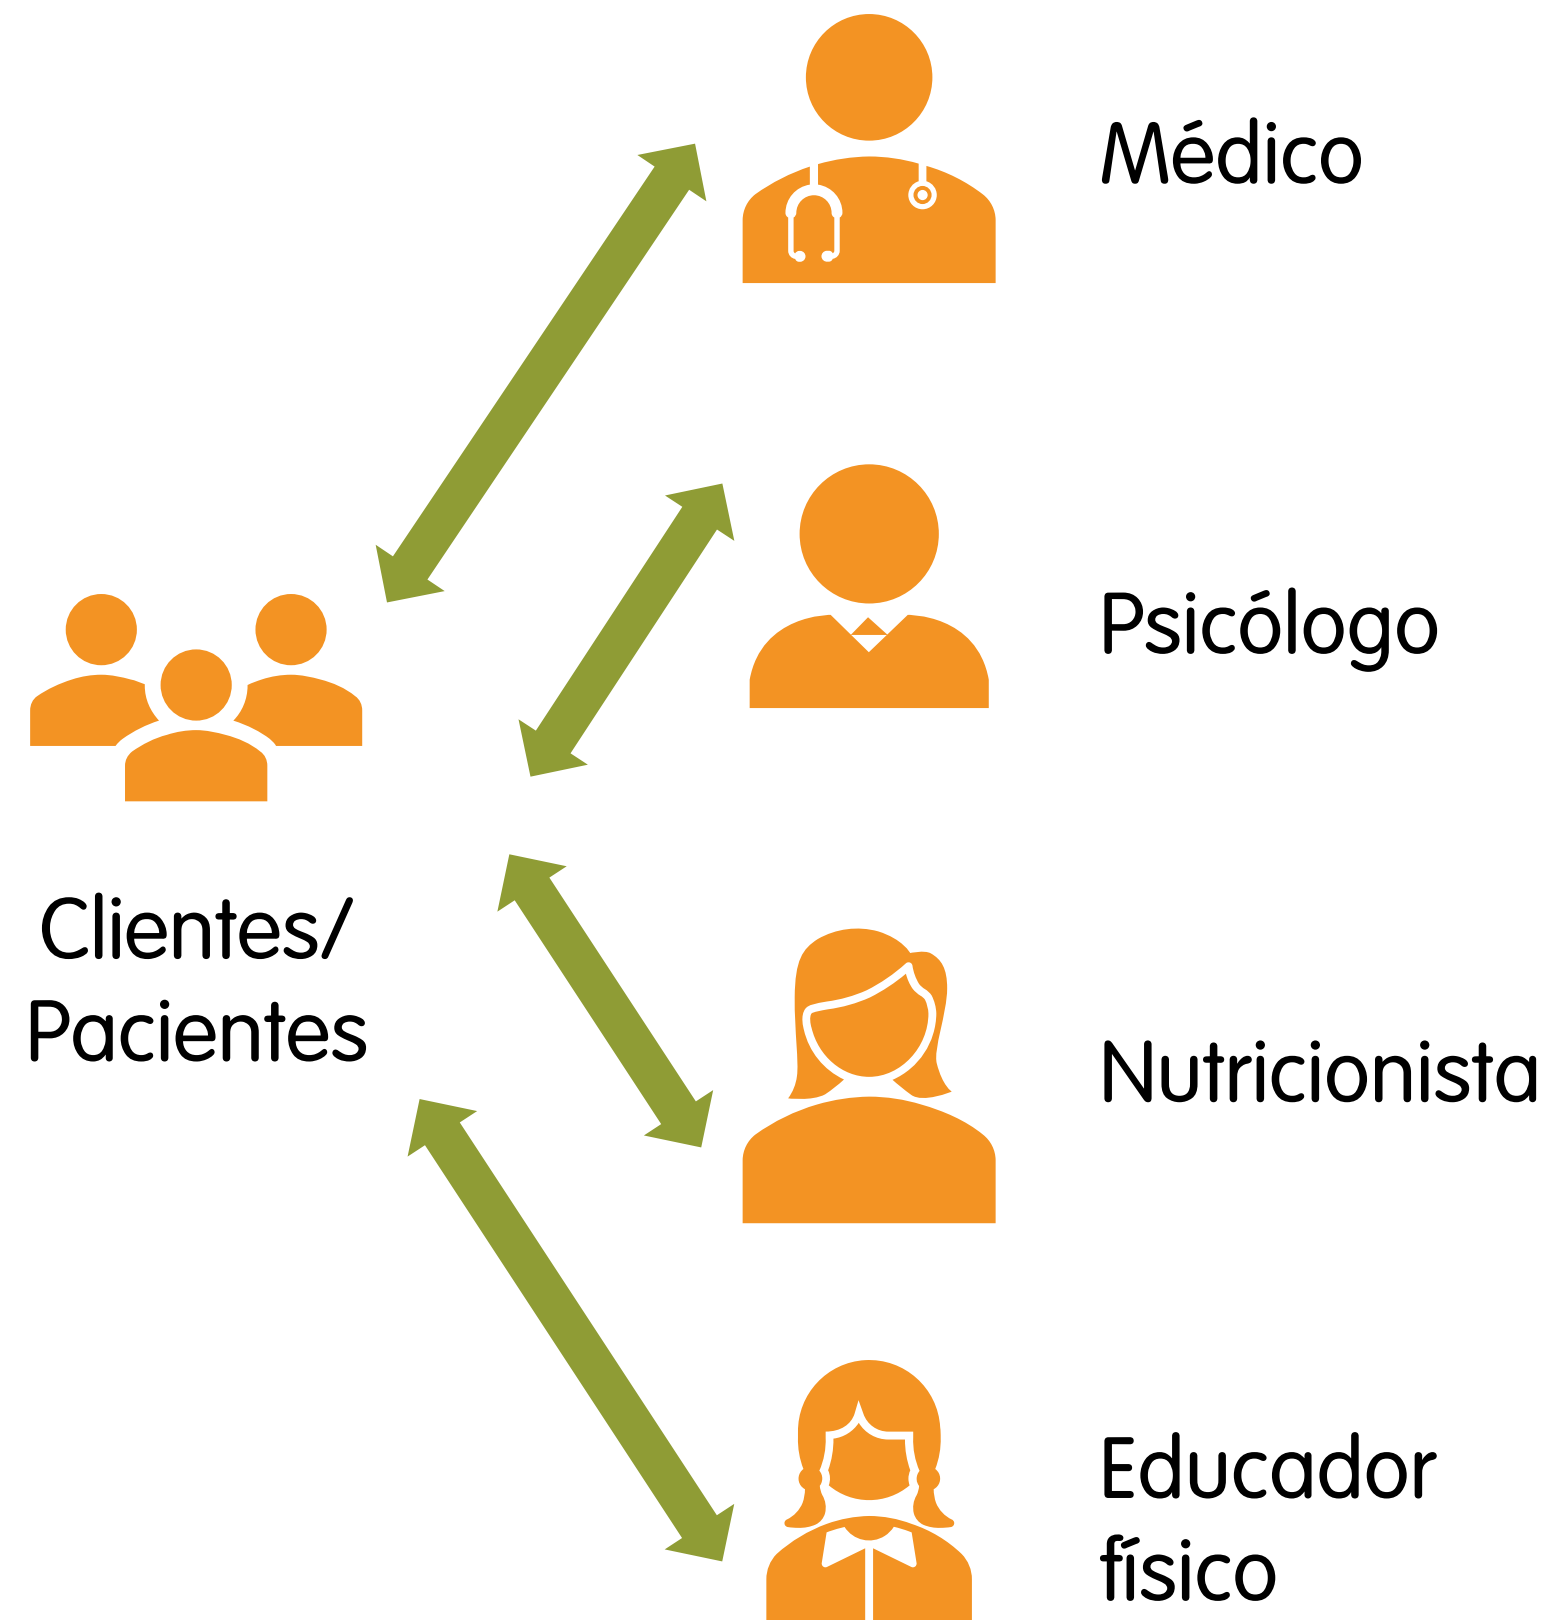 Médico
Psicólogo
Clientes/
Pacientes
Nutricionista
Educador
físico